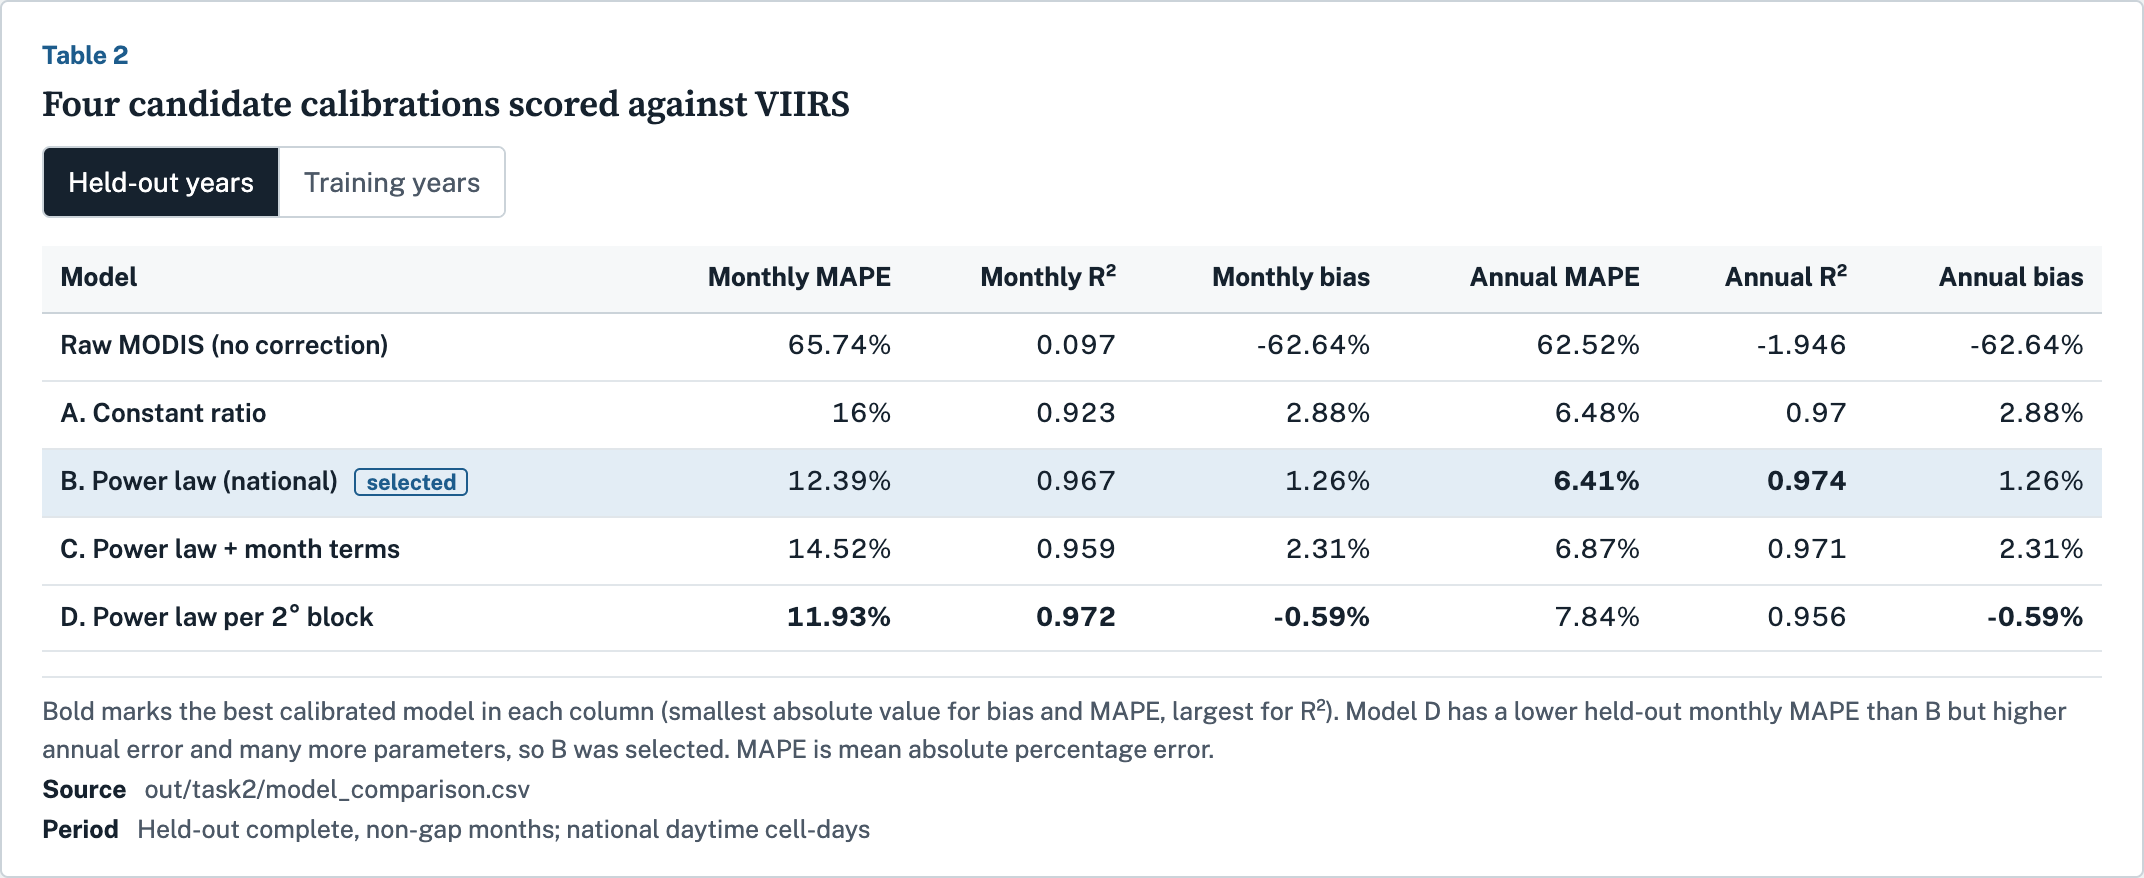 Table 2
Four candidate calibrations scored against VIIRS
Held-out years Training years
Model Monthly MAPE Monthly R² Monthly bias Annual MAPE Annual R² Annual bias
Raw MODIS (no correction) 65.74% 0.097 -62.64% 62.52% -1.946 -62.64%
A. Constant ratio 16% 0.923 2.88% 6.48% 0.97 2.88%
B. Power law (national) selected 12.39% 0.967 1.26% 6.41% 0.974 1.26%
C. Power law + month terms 14.52% 0.959 2.31% 6.87% 0.971 2.31%
D. Power law per 2° block 11.93% 0.972 -0.59% 7.84% 0.956 -0.59%
Bold marks the best calibrated model in each column (smallest absolute value for bias and MAPE, largest for R²). Model D has a lower held-out monthly MAPE than B but higher
annual error and many more parameters, so B was selected. MAPE is mean absolute percentage error.
Source out/task2/model_comparison.csv
Period Held-out complete, non-gap months; national daytime cell-days